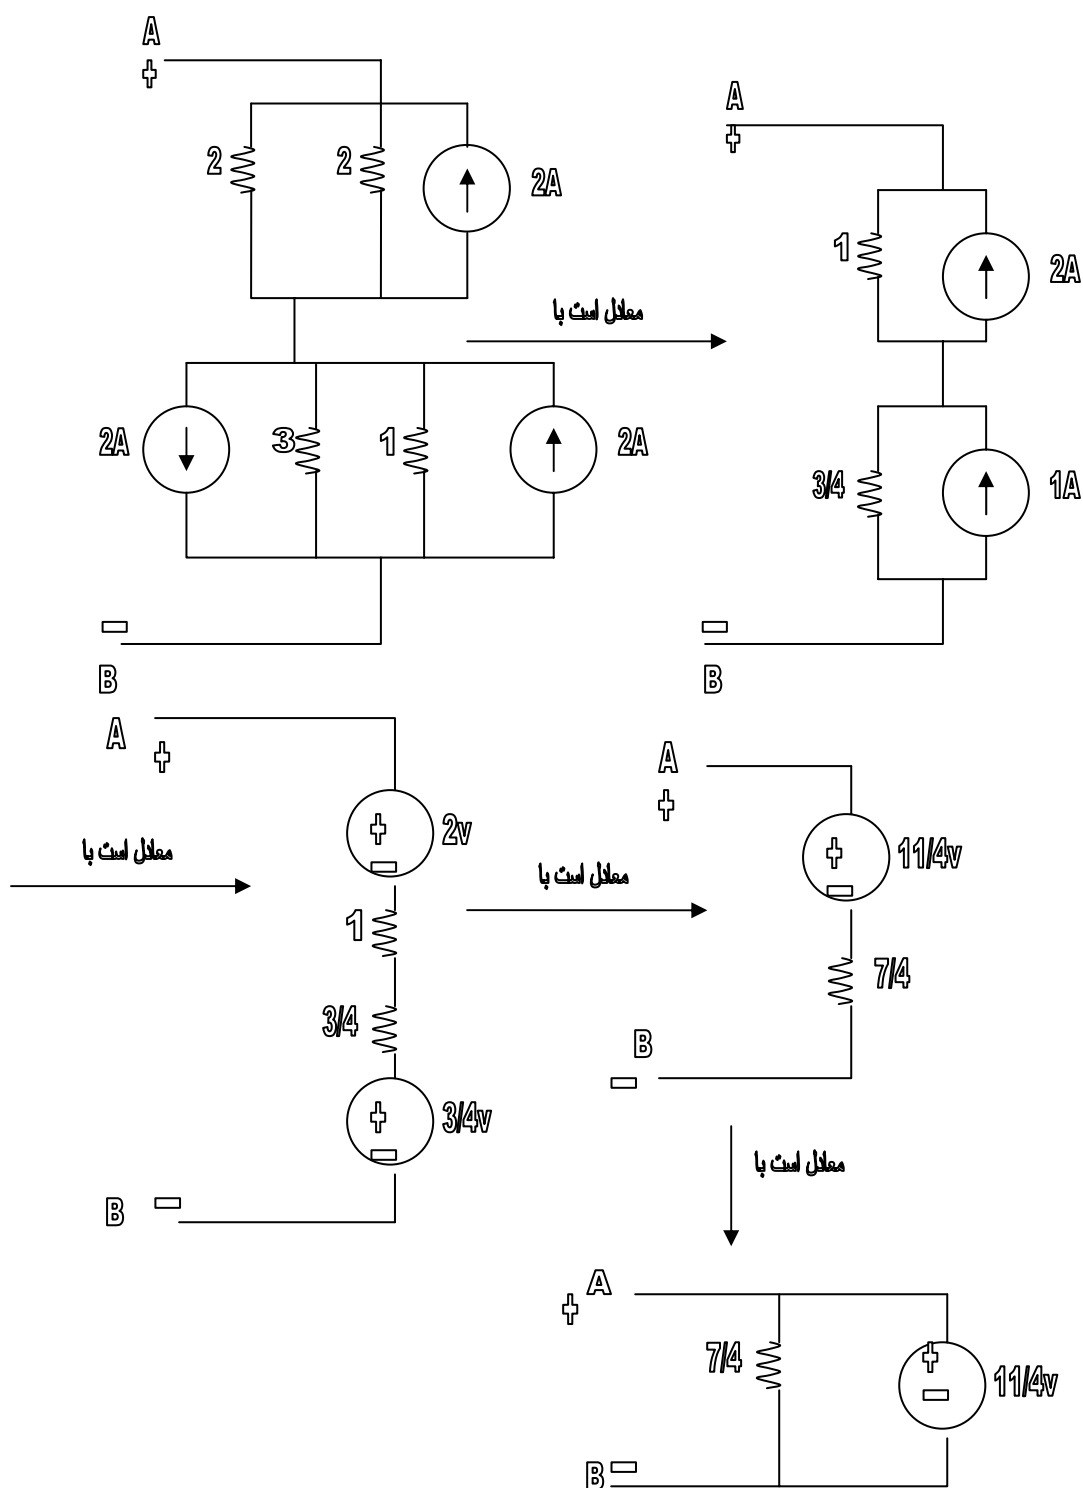 A
+
2
2
2A
معادل است با
2A
3
1
2A
−
B
A
+
1
2A
3/4
1A
−
B
A
+
معادل است با
2v
1
3/4
3/4v
B −
معادل است با
A
+
11/4v
7/4
B
−
معادل است با
+ A
7/4
+
−
11/4v
B −